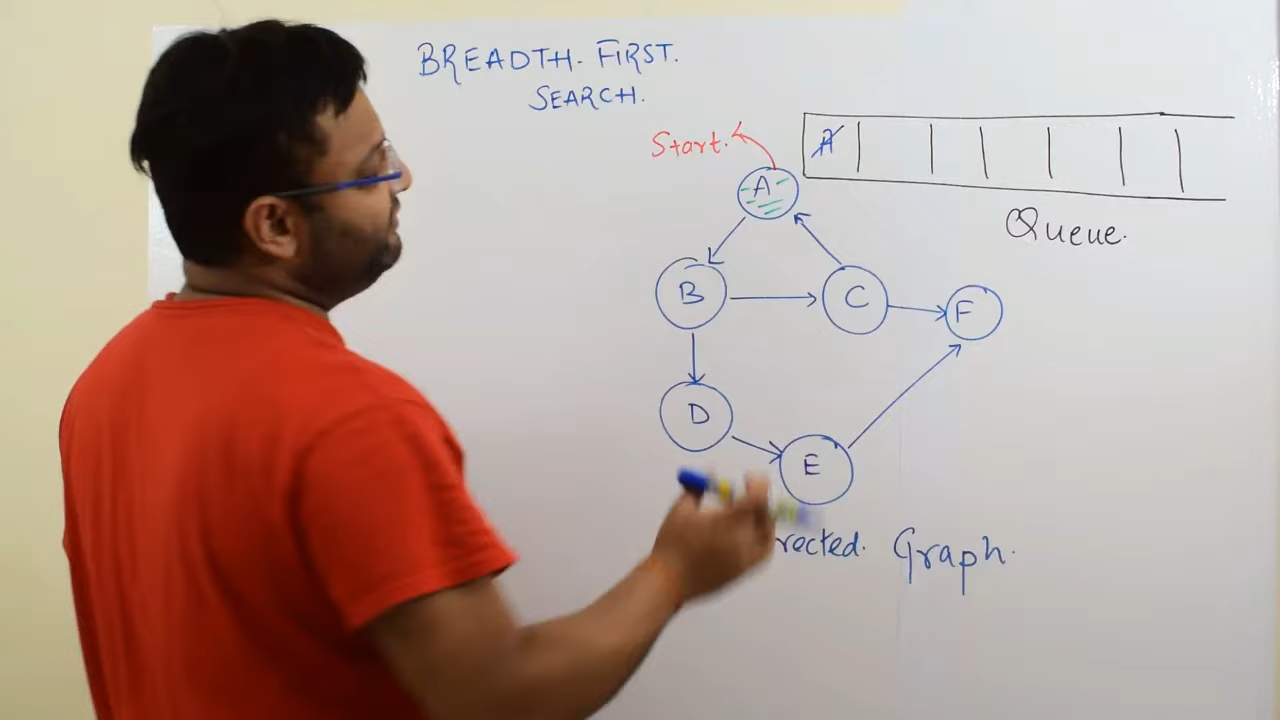 BREADTH-FIRST.
SEARCH.
Start.
A
A
Queue.
B
C
F
D
E
rected. Graph.